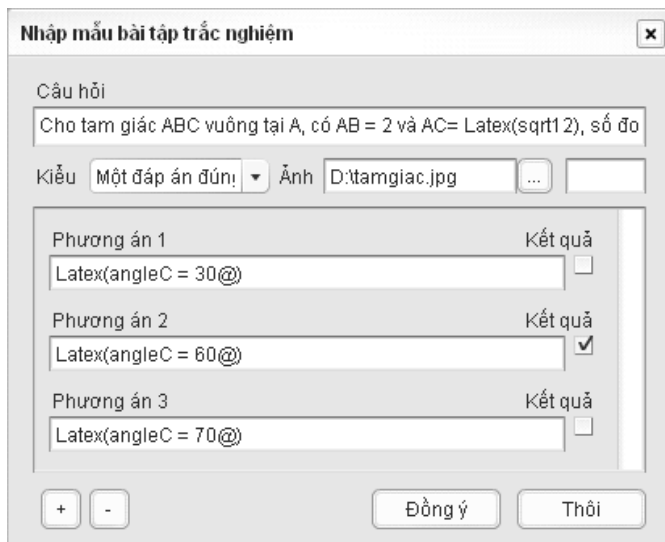 Nhập mẫu bài tập trắc nghiệm
Câu hỏi
Cho tam giác ABC vuông tại A, có AB = 2 và AC= Latex(sqrt12), số đo
Kiểu Một đáp án đún Ảnh D:\tamgiac.jpg ...
Phương án 1 Kết quả
Latex(angleC = 30@)
Phương án 2 Kết quả
Latex(angleC = 60@)
Phương án 3 Kết quả
Latex(angleC = 70@)
+ - Đồng ý Thôi